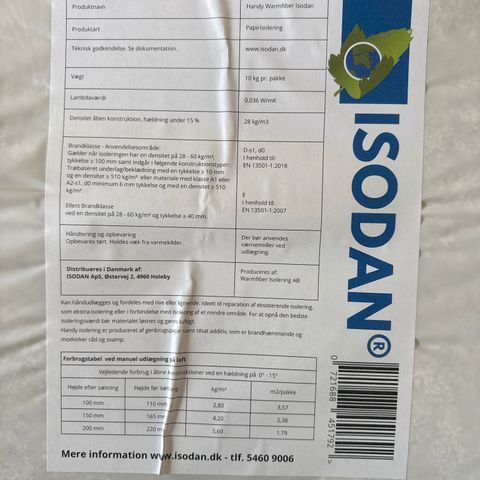 Produktnavn Handy Warmfiber Isodan
Produktart Papirisolering
Teknisk godkendelse. Se dokumentation. www.isodan.dk
Vægt 10 kg pr. pakke
Lambdaværdi 0,036 W/mK
Densitet åben konstruktion, hældning under 15 % 28 kg/m3
Brandklasse - Anvendelsesområde:
Gælder når isoleringen har en densitet på 28 - 60 kg/m³,
tykkelse ≥ 100 mm samt indgår i følgende konstruktionstyper:
Træbaseret underlag/beklædning med en tykkelse ≥ 10 mm
og en densitet ≥ 510 kg/m³ eller materiale med klasse A1 eller
A2-s1, d0 minimum 6 mm tykkelse og med en densitet ≥ 510
kg/m³.
D-s1, d0
I henhold til:
EN 13501-1:2018
Ellers Brandklasse
ved en densitet på 28 - 60 kg/m³ og tykkelse ≥ 40 mm.
E
I henhold til:
EN 13501-1:2007
Håndtering og opbevaring
Opbevares tørt. Holdes væk fra varmekilder.
Der bør anvendes
værnemidler ved
udlægning.
Distribueres i Danmark af:
ISODAN ApS, Østervej 2, 4960 Holeby
Produceres af:
Warmfiber Isolering AB
Kan håndudlægges og fordeles med rive eller lignende. Ideelt til reparation af eksisterende isolering,
som ekstra isolering eller i forbindelse med isolering af et mindre område. For at opnå den bedste
isoleringsværdi bør materialet løsnes og gøres luftigt.
Handy isolering er produceret af genbrugspapir samt tilsat additiv, som er brandhæmmende og
modvirker råd og svamp.
Forbrugstabel ved manuel udlægning på loft
Vejledende forbrug i åbne konstruktioner ved en hældning på 0° - 15°
Højde efter sætning Højde før sætning kg/m² m2/pakke
100 mm 110 mm 2,80 3,57
150 mm 165 mm 4,20 2,38
200 mm 220 mm 5,60 1,79
Mere information www.isodan.dk - tlf. 5460 9006
ISODAN®
0 721688 451792 >